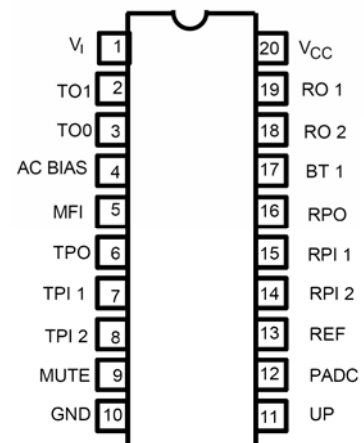 V_I 1 20 V_CC
TO1 2 19 RO 1
TO0 3 18 RO 2
AC BIAS 4 17 BT 1
MFI 5 16 RPO
TPO 6 15 RPI 1
TPI 1 7 14 RPI 2
TPI 2 8 13 REF
MUTE 9 12 PADC
GND 10 11 UP